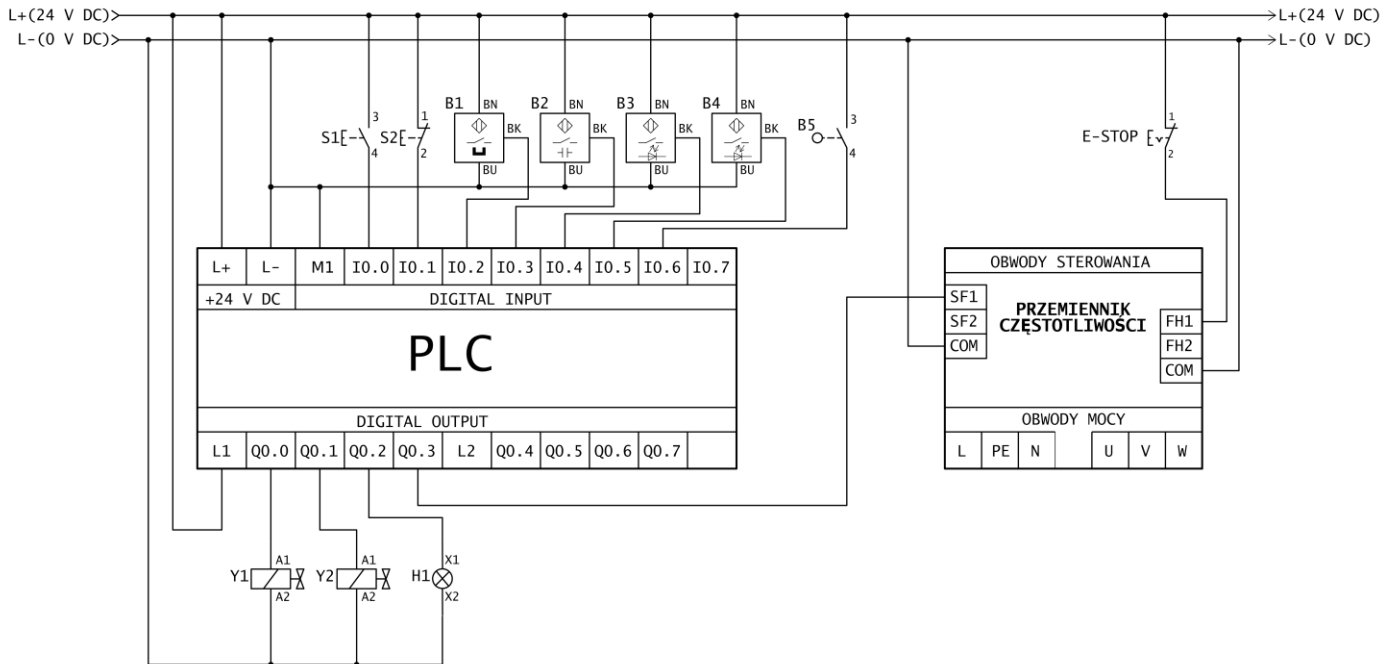 L+(24 V DC) L+(24 V DC)
L-(0 V DC) L-(0 V DC)
B1 BN B2 BN B3 BN B4 BN
3 1 3 1
S1 S2 BK BK BK BK B5 E-STOP
4 2 4 2
BU BU BU BU
L+ L- M1 I0.0 I0.1 I0.2 I0.3 I0.4 I0.5 I0.6 I0.7
+24 V DC DIGITAL INPUT
OBWODY STEROWANIA
SF1 PRZEMIENNIK
SF2 CZĘSTOTLIWOŚCI FH1
COM FH2
COM
PLC
DIGITAL OUTPUT
OBWODY MOCY
L1 Q0.0 Q0.1 Q0.2 Q0.3 L2 Q0.4 Q0.5 Q0.6 Q0.7
L PE N U V W
A1 A1 X1
Y1 Y2 H1
A2 A2 X2